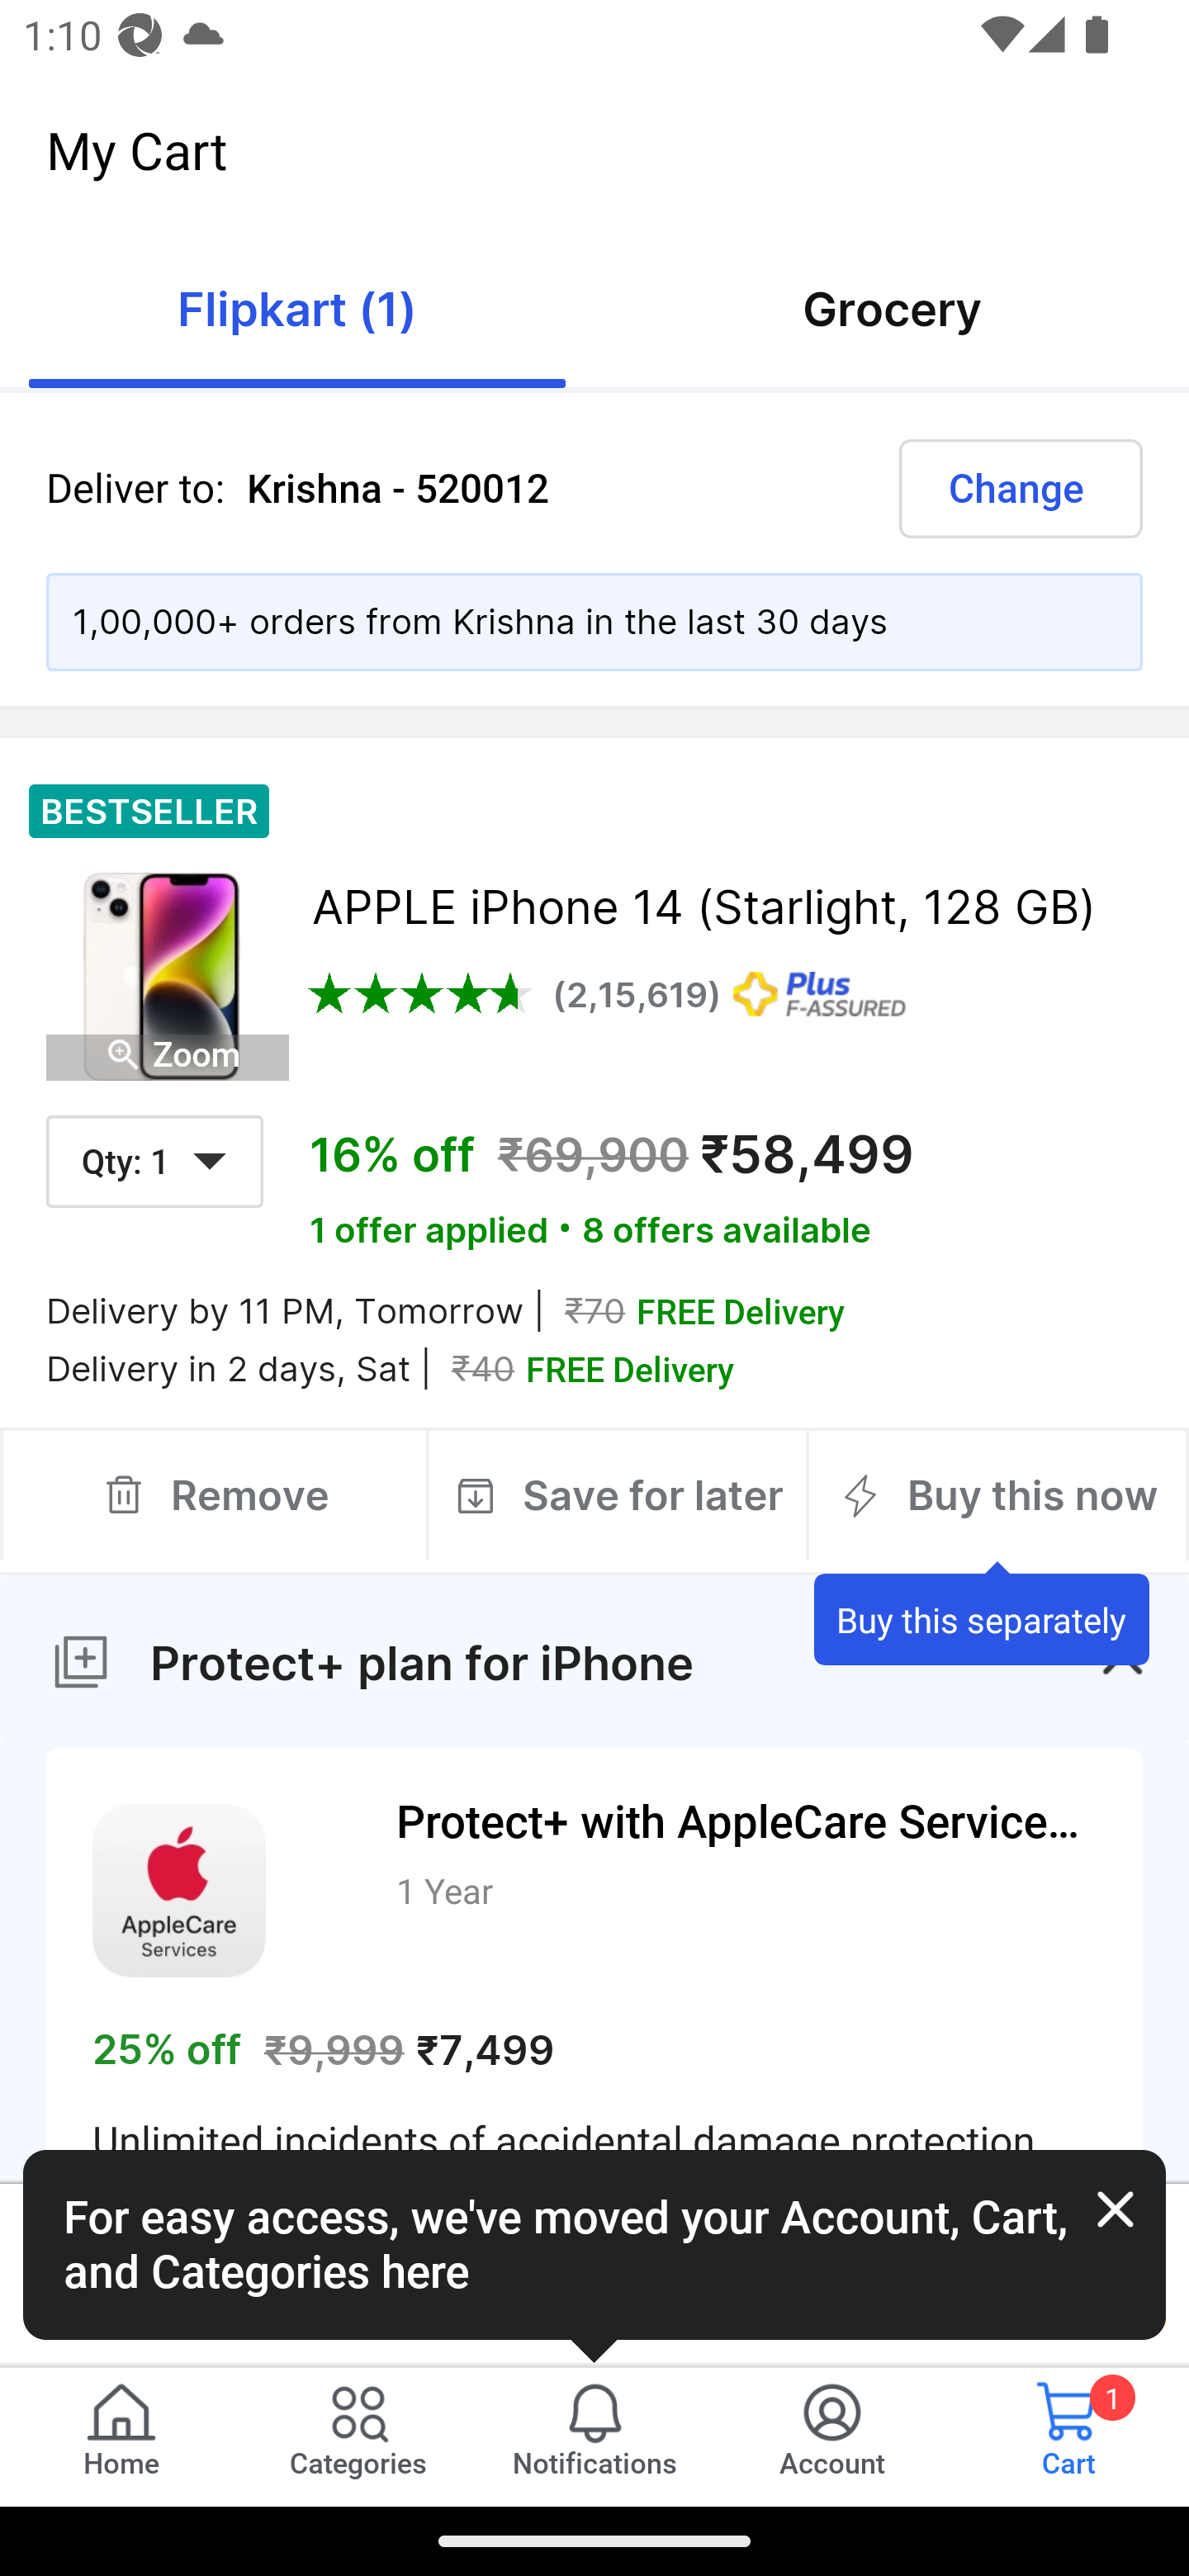 1:10
My Cart
Flipkart (1)
Grocery
Deliver to: Krishna - 520012
Change
1,00,000+ orders from Krishna in the last 30 days
BESTSELLER
APPLE iPhone 14 (Starlight, 128 GB)
(2,15,619) Plus F-ASSURED
Zoom
Qty: 1
16% off ₹69,900 ₹58,499
1 offer applied • 8 offers available
Delivery by 11 PM, Tomorrow | ₹70 FREE Delivery
Delivery in 2 days, Sat | ₹40 FREE Delivery
Remove
Save for later
Buy this now
Buy this separately
Protect+ plan for iPhone
Protect+ with AppleCare Service...
1 Year
AppleCare
Services
25% off ₹9,999 ₹7,499
Unlimited incidents of accidental damage protection
For easy access, we've moved your Account, Cart,
and Categories here
1
Home
Categories
Notifications
Account
Cart